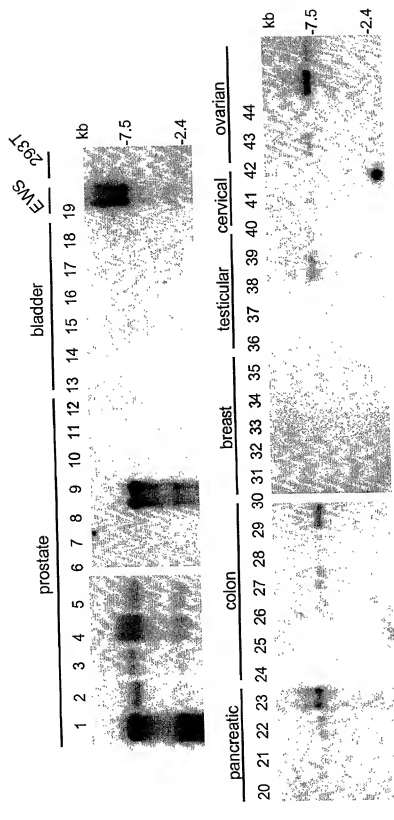 prostate
bladder
EWS
293T
1 2 3 4 5 6 7 8 9 10 11 12 13 14 15 16 17 18 19
kb
-7.5
-2.4
pancreatic
colon
breast
testicular
cervical
ovarian
20 21 22 23 24 25 26 27 28 29 30 31 32 33 34 35 36 37 38 39 40 41 42 43 44
kb
-7.5
-2.4